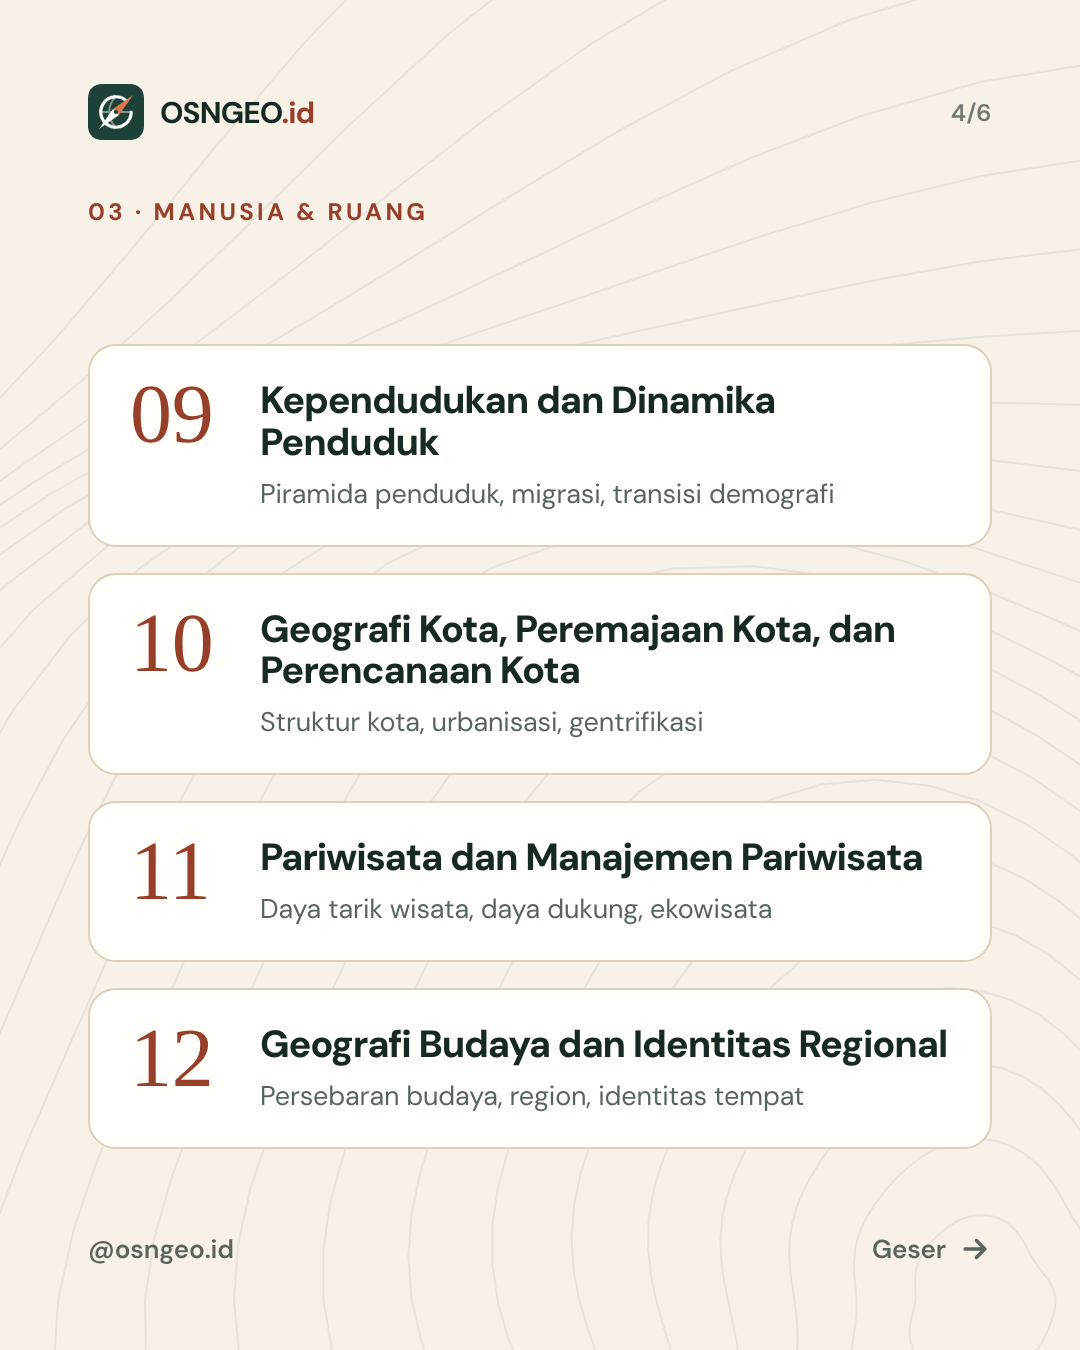 OSNGEO.id
4/6
03 · MANUSIA & RUANG
09
Kependudukan dan Dinamika
Penduduk
Piramida penduduk, migrasi, transisi demografi
10
Geografi Kota, Peremajaan Kota, dan
Perencanaan Kota
Struktur kota, urbanisasi, gentrifikasi
11
Pariwisata dan Manajemen Pariwisata
Daya tarik wisata, daya dukung, ekowisata
12
Geografi Budaya dan Identitas Regional
Persebaran budaya, region, identitas tempat
@osngeo.id
Geser →